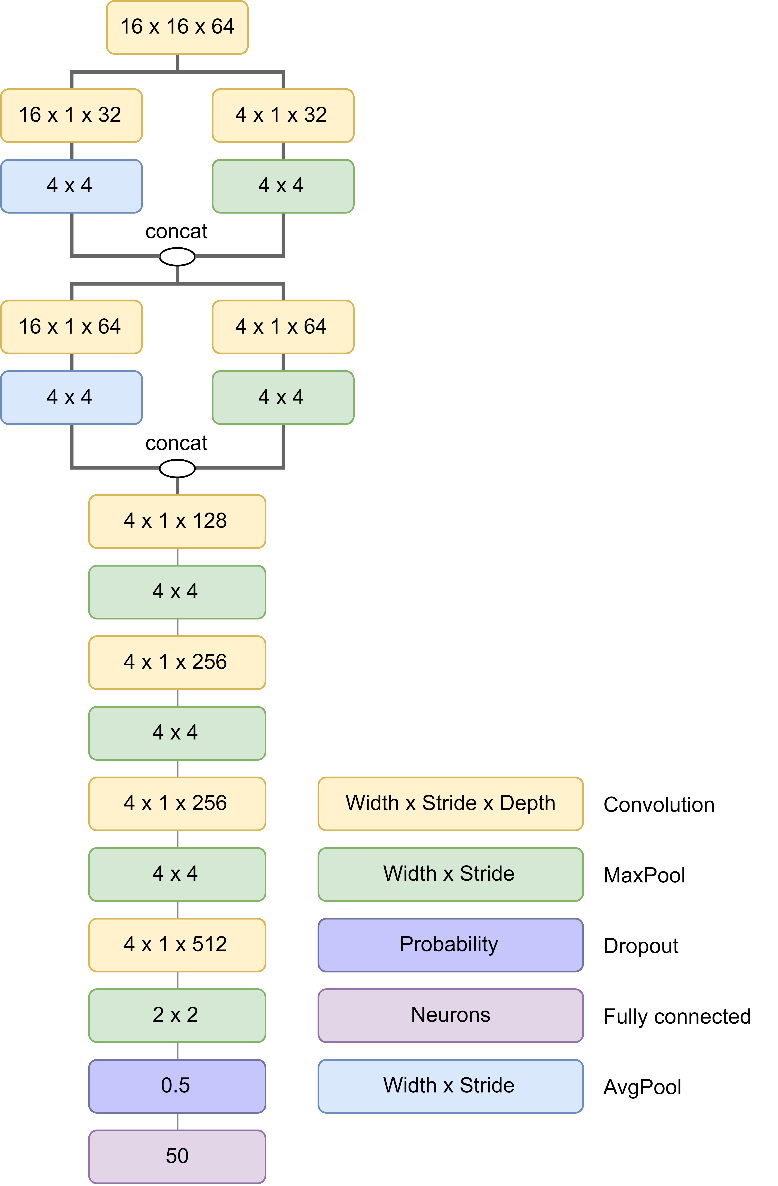 16 x 16 x 64
16 x 1 x 32
4 x 1 x 32
4 x 4
4 x 4
concat
16 x 1 x 64
4 x 1 x 64
4 x 4
4 x 4
concat
4 x 1 x 128
4 x 4
4 x 1 x 256
4 x 4
4 x 1 x 256
4 x 4
4 x 1 x 512
2 x 2
0.5
50
Width x Stride x Depth
Convolution
Width x Stride
MaxPool
Probability
Dropout
Neurons
Fully connected
Width x Stride
AvgPool